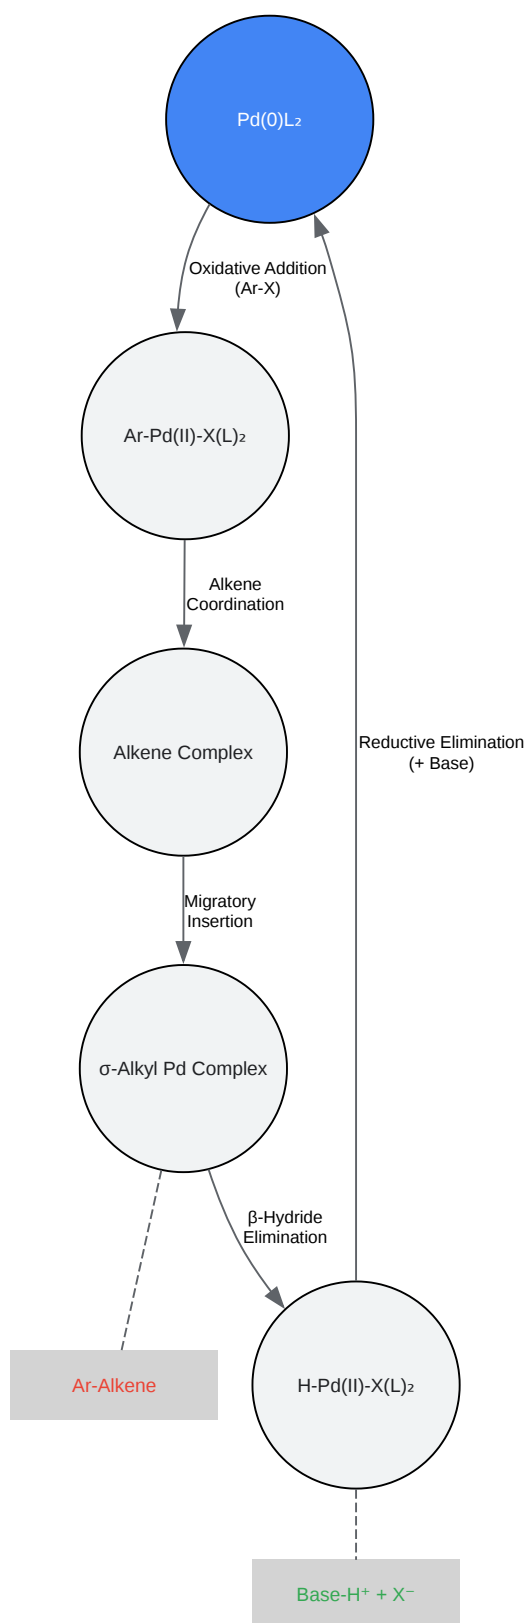 Pd(0)L₂
Oxidative Addition
(Ar-X)
Ar-Pd(II)-X(L)₂
Alkene
Coordination
Alkene Complex
Reductive Elimination
(+ Base)
Migratory
Insertion
σ-Alkyl Pd Complex
β-Hydride
Elimination
Ar-Alkene
H-Pd(II)-X(L)₂
Base-H⁺ + X⁻